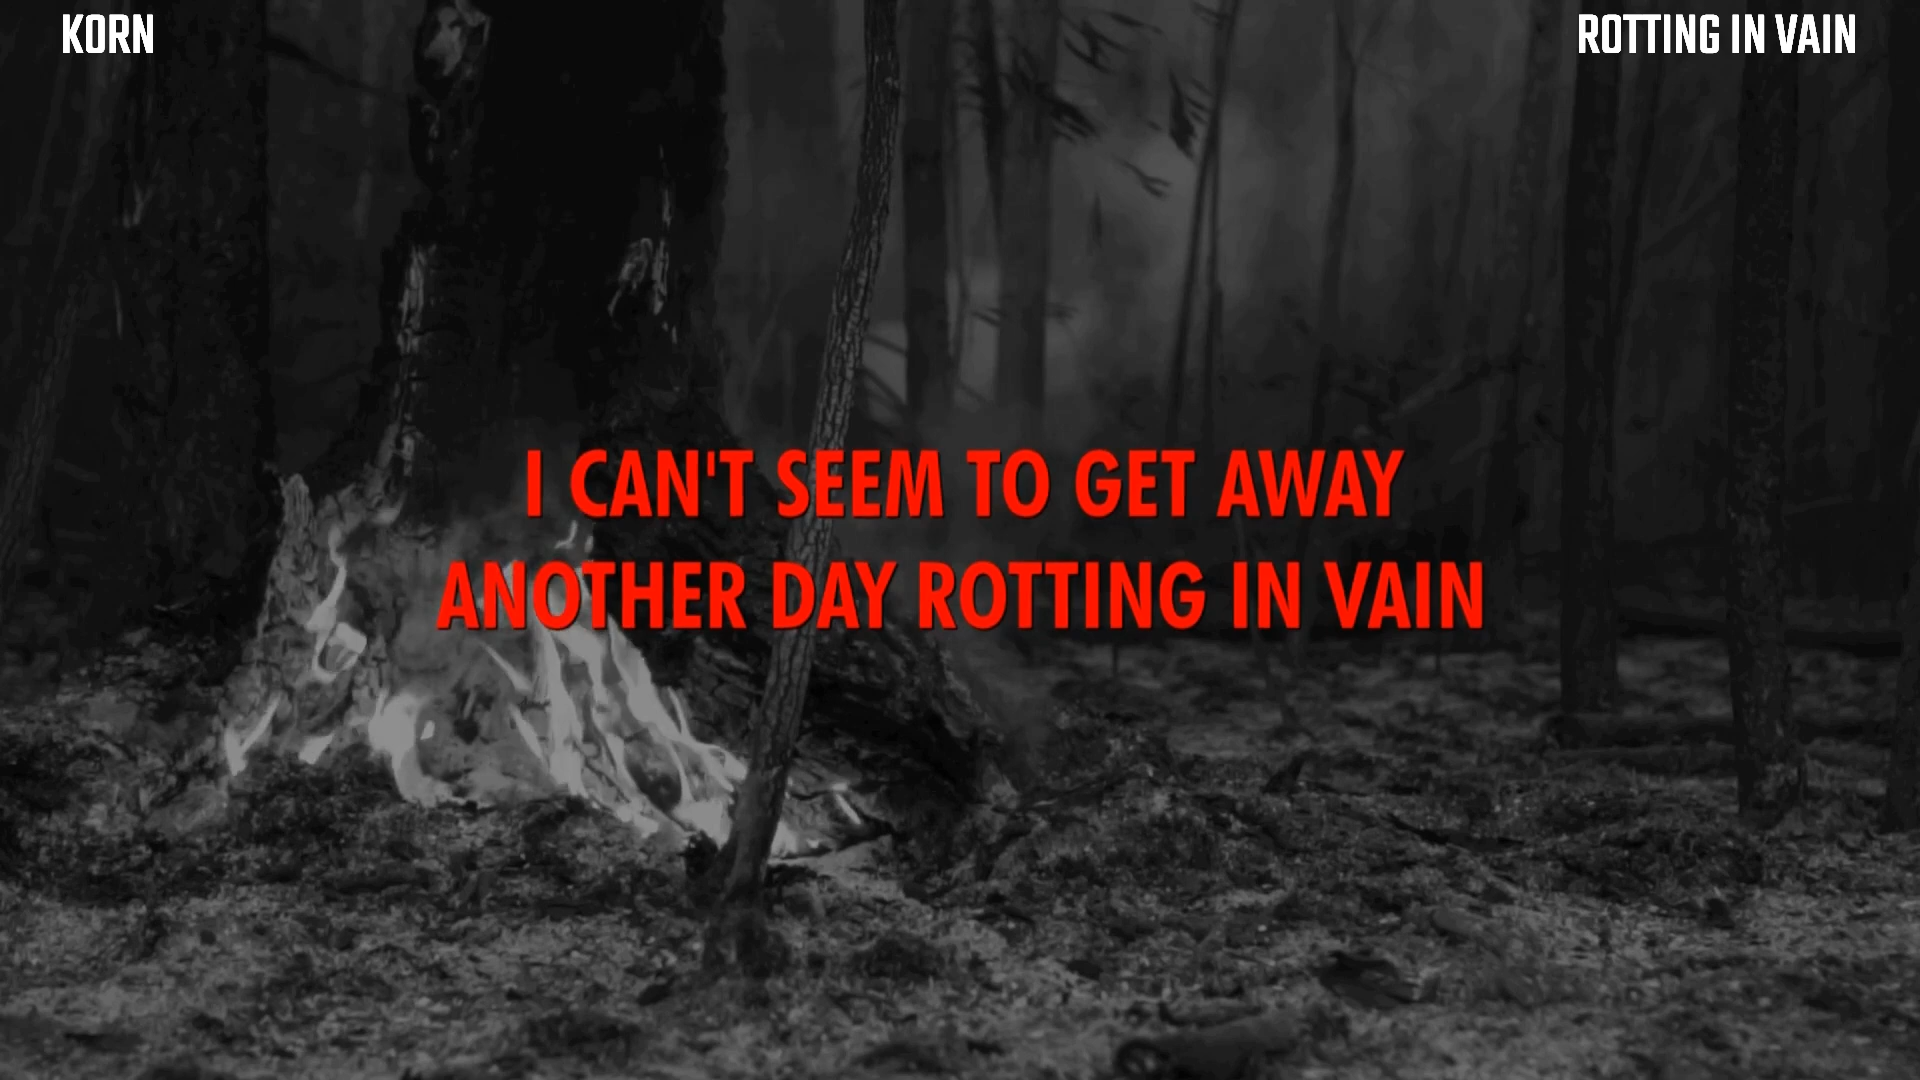 KORN
ROTTING IN VAIN
I CAN'T SEEM TO GET AWAY
ANOTHER DAY ROTTING IN VAIN